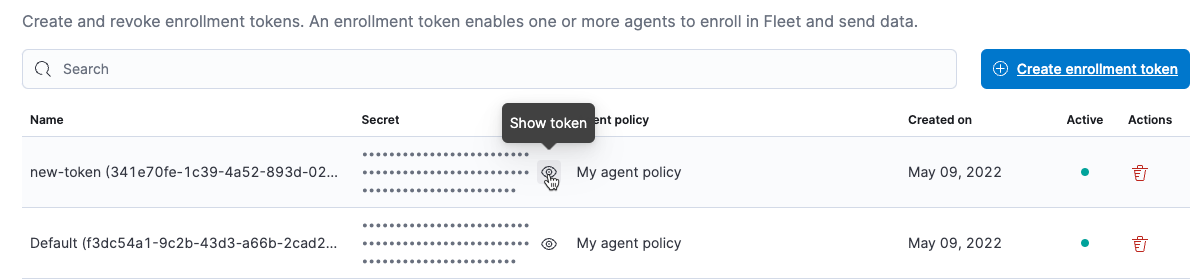 Create and revoke enrollment tokens. An enrollment token enables one or more agents to enroll in Fleet and send data.
Search
Create enrollment token
Show token
Name Secret policy Created on Active Actions
new-token (341e70fe-1c39-4a52-893d-02... •••••••••••••••••••••••• My agent policy May 09, 2022
Default (f3dc54a1-9c2b-43d3-a66b-2cad2... •••••••••••••••••••••••• My agent policy May 09, 2022